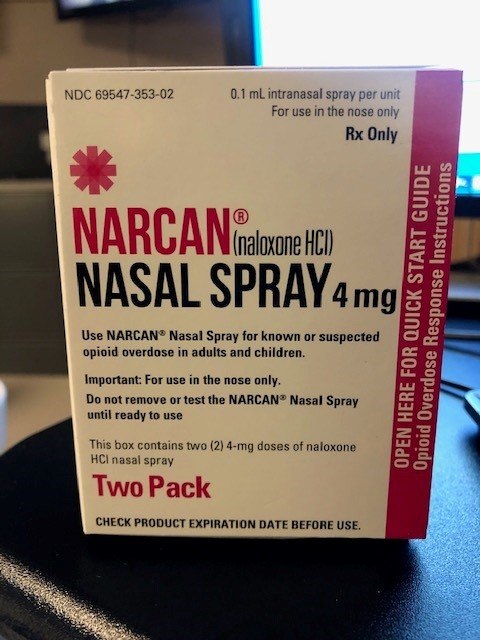 NDC 69547-353-02
0.1 mL intranasal spray per unit
For use in the nose only
Rx Only
NARCAN® (naloxone HCl)
NASAL SPRAY 4 mg
Use NARCAN® Nasal Spray for known or suspected
opioid overdose in adults and children.
Important: For use in the nose only.
Do not remove or test the NARCAN® Nasal Spray
until ready to use
This box contains two (2) 4-mg doses of naloxone
HCl nasal spray
Two Pack
CHECK PRODUCT EXPIRATION DATE BEFORE USE.
OPEN HERE FOR QUICK START GUIDE
Opioid Overdose Response Instructions